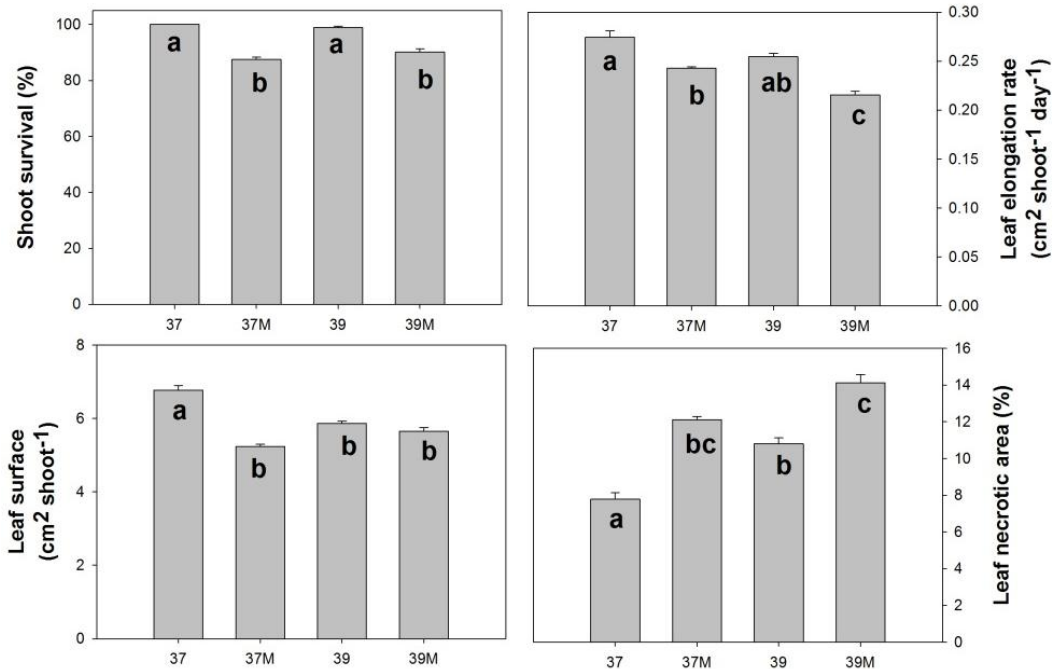 Shoot survival (%)
100
80
60
40
20
0
a
b
a
b
37
37M
39
39M
Leaf elongation rate
(cm² shoot⁻¹ day⁻¹)
0.30
0.25
0.20
0.15
0.10
0.05
0.00
a
b
ab
c
37
37M
39
39M
Leaf surface
(cm² shoot⁻¹)
8
6
4
2
0
a
b
b
b
37
37M
39
39M
Leaf necrotic area (%)
16
14
12
10
8
6
4
2
0
a
bc
b
c
37
37M
39
39M